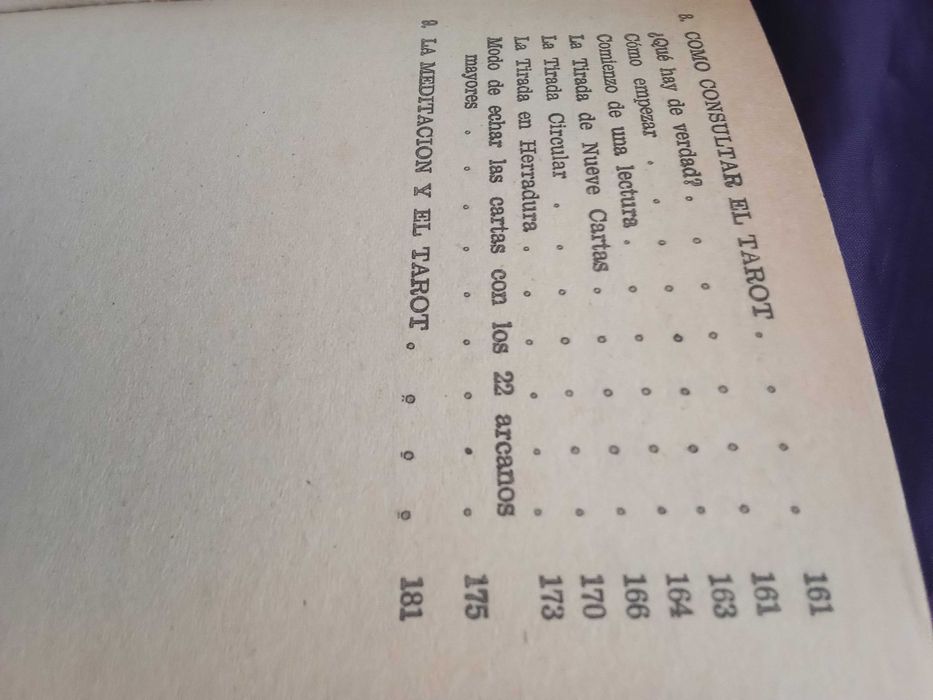 8. COMO CONSULTAR EL TAROT . . . . 161
¿Qué hay de verdad? . . . . . . . 161
Cómo empezar . . . . . . . . 163
Comienzo de una lectura . . . . . . 164
La Tirada de Nueve Cartas . . . . . 166
La Tirada Circular . . . . . . . 170
La Tirada en Herradura . . . . . . 173
Modo de echar las cartas con los 22 arcanos
mayores . . . . . . . . . 175
8. LA MEDITACION Y EL TAROT . . . . 181